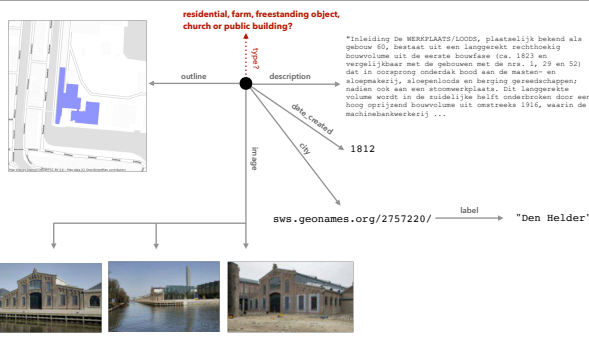 residential, farm, freestanding object,
church or public building?
type?
outline
description
"Inleiding De WERKPLAATS/LOODS, plaatselijk bekend als
gebouw 60, bestaat uit een langgerekt rechthoekig
bouwvolume uit de eerste bouwfase (ca. 1823 en
vergelijkbaar met de gebouwen met de nrs. 1, 29 en 52)
dat in oorsprong onderdak bood aan de masten- en
sloepmakerij, sloepenloods en berging gereedschappen;
nadien ook aan een stoomwerkplaats. Dit langgerekte
volume wordt in de zuidelijke helft onderbroken door een
hoog oprijzend bouwvolume uit omstreeks 1916, waarin de
machinebankwerkerij ...
date_created
1812
city
image
sws.geonames.org/2757220/
label
"Den Helder"